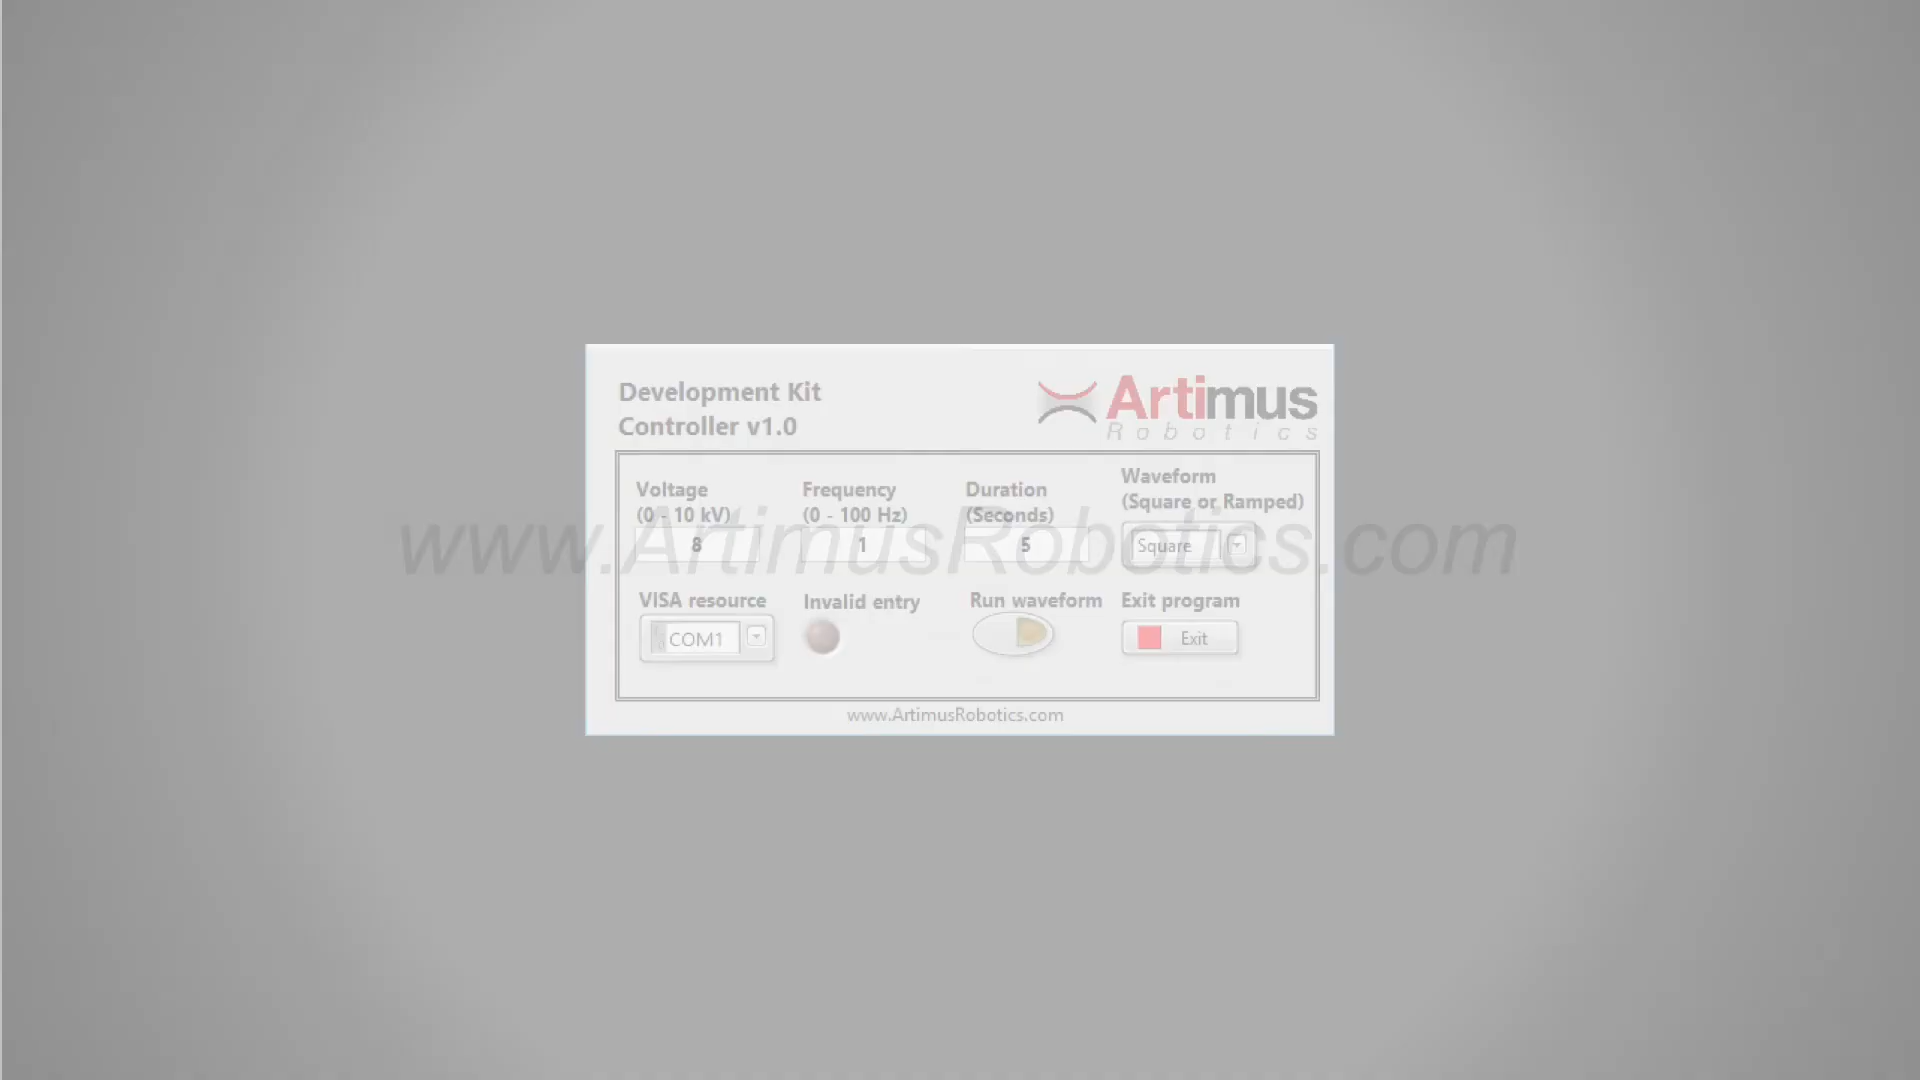 Development Kit
Controller v1.0
Artimus
Robotics
Voltage
(0 - 10 kV)
8
Frequency
(0 - 100 Hz)
1
Duration
(Seconds)
5
Waveform
(Square or Ramped)
Square
www.ArtimusRobotics.com
VISA resource
COM1
Invalid entry
Run waveform
Exit program
Exit
www.ArtimusRobotics.com